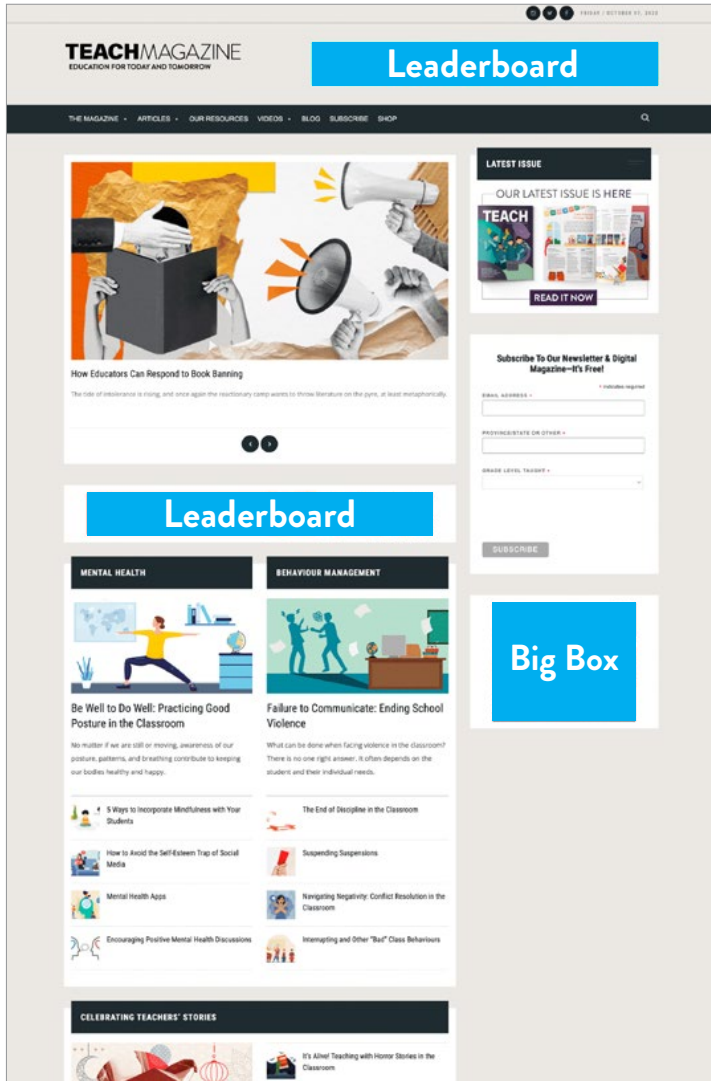 FRIDAY / OCTOBER 07, 2022
TEACHMAGAZINE
EDUCATION FOR TODAY AND TOMORROW
Leaderboard
THE MAGAZINE ARTICLES OUR RESOURCES VIDEOS BLOG SUBSCRIBE SHOP
How Educators Can Respond to Book Banning
The tide of intolerance is rising, and once again the reactionary camp wants to throw literature on the pyre, at least metaphorically.
LATEST ISSUE
OUR LATEST ISSUE IS HERE
TEACH
READ IT NOW
Subscribe To Our Newsletter & Digital
Magazine—It's Free!
* indicates required
EMAIL ADDRESS *
PROVINCE/STATE OR OTHER *
GRADE LEVEL TAUGHT *
SUBSCRIBE
Leaderboard
MENTAL HEALTH
Be Well to Do Well: Practicing Good
Posture in the Classroom
No matter if we are still or moving, awareness of our
posture, patterns, and breathing contribute to keeping
our bodies healthy and happy.
5 Ways to Incorporate Mindfulness with Your
Students
How to Avoid the Self-Esteem Trap of Social
Media
Mental Health Apps
Encouraging Positive Mental Health Discussions
BEHAVIOUR MANAGEMENT
Failure to Communicate: Ending School
Violence
What can be done when facing violence in the classroom?
There is no one right answer. It often depends on the
student and their individual needs.
The End of Discipline in the Classroom
Suspending Suspensions
Navigating Negativity: Conflict Resolution in the
Classroom
Interrupting and Other "Bad" Class Behaviours
Big Box
CELEBRATING TEACHERS' STORIES
It's Alive! Teaching with Horror Stories in the
Classroom